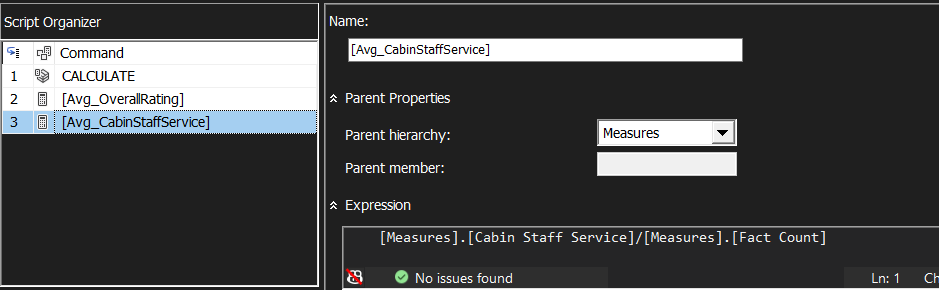 Script Organizer
Command
1 CALCULATE
2 [Avg_OverallRating]
3 [Avg_CabinStaffService]
Name:
[Avg_CabinStaffService]
Parent Properties
Parent hierarchy:
Measures
Parent member:
Expression
[Measures].[Cabin Staff Service]/[Measures].[Fact Count]
No issues found
Ln: 1
Ch